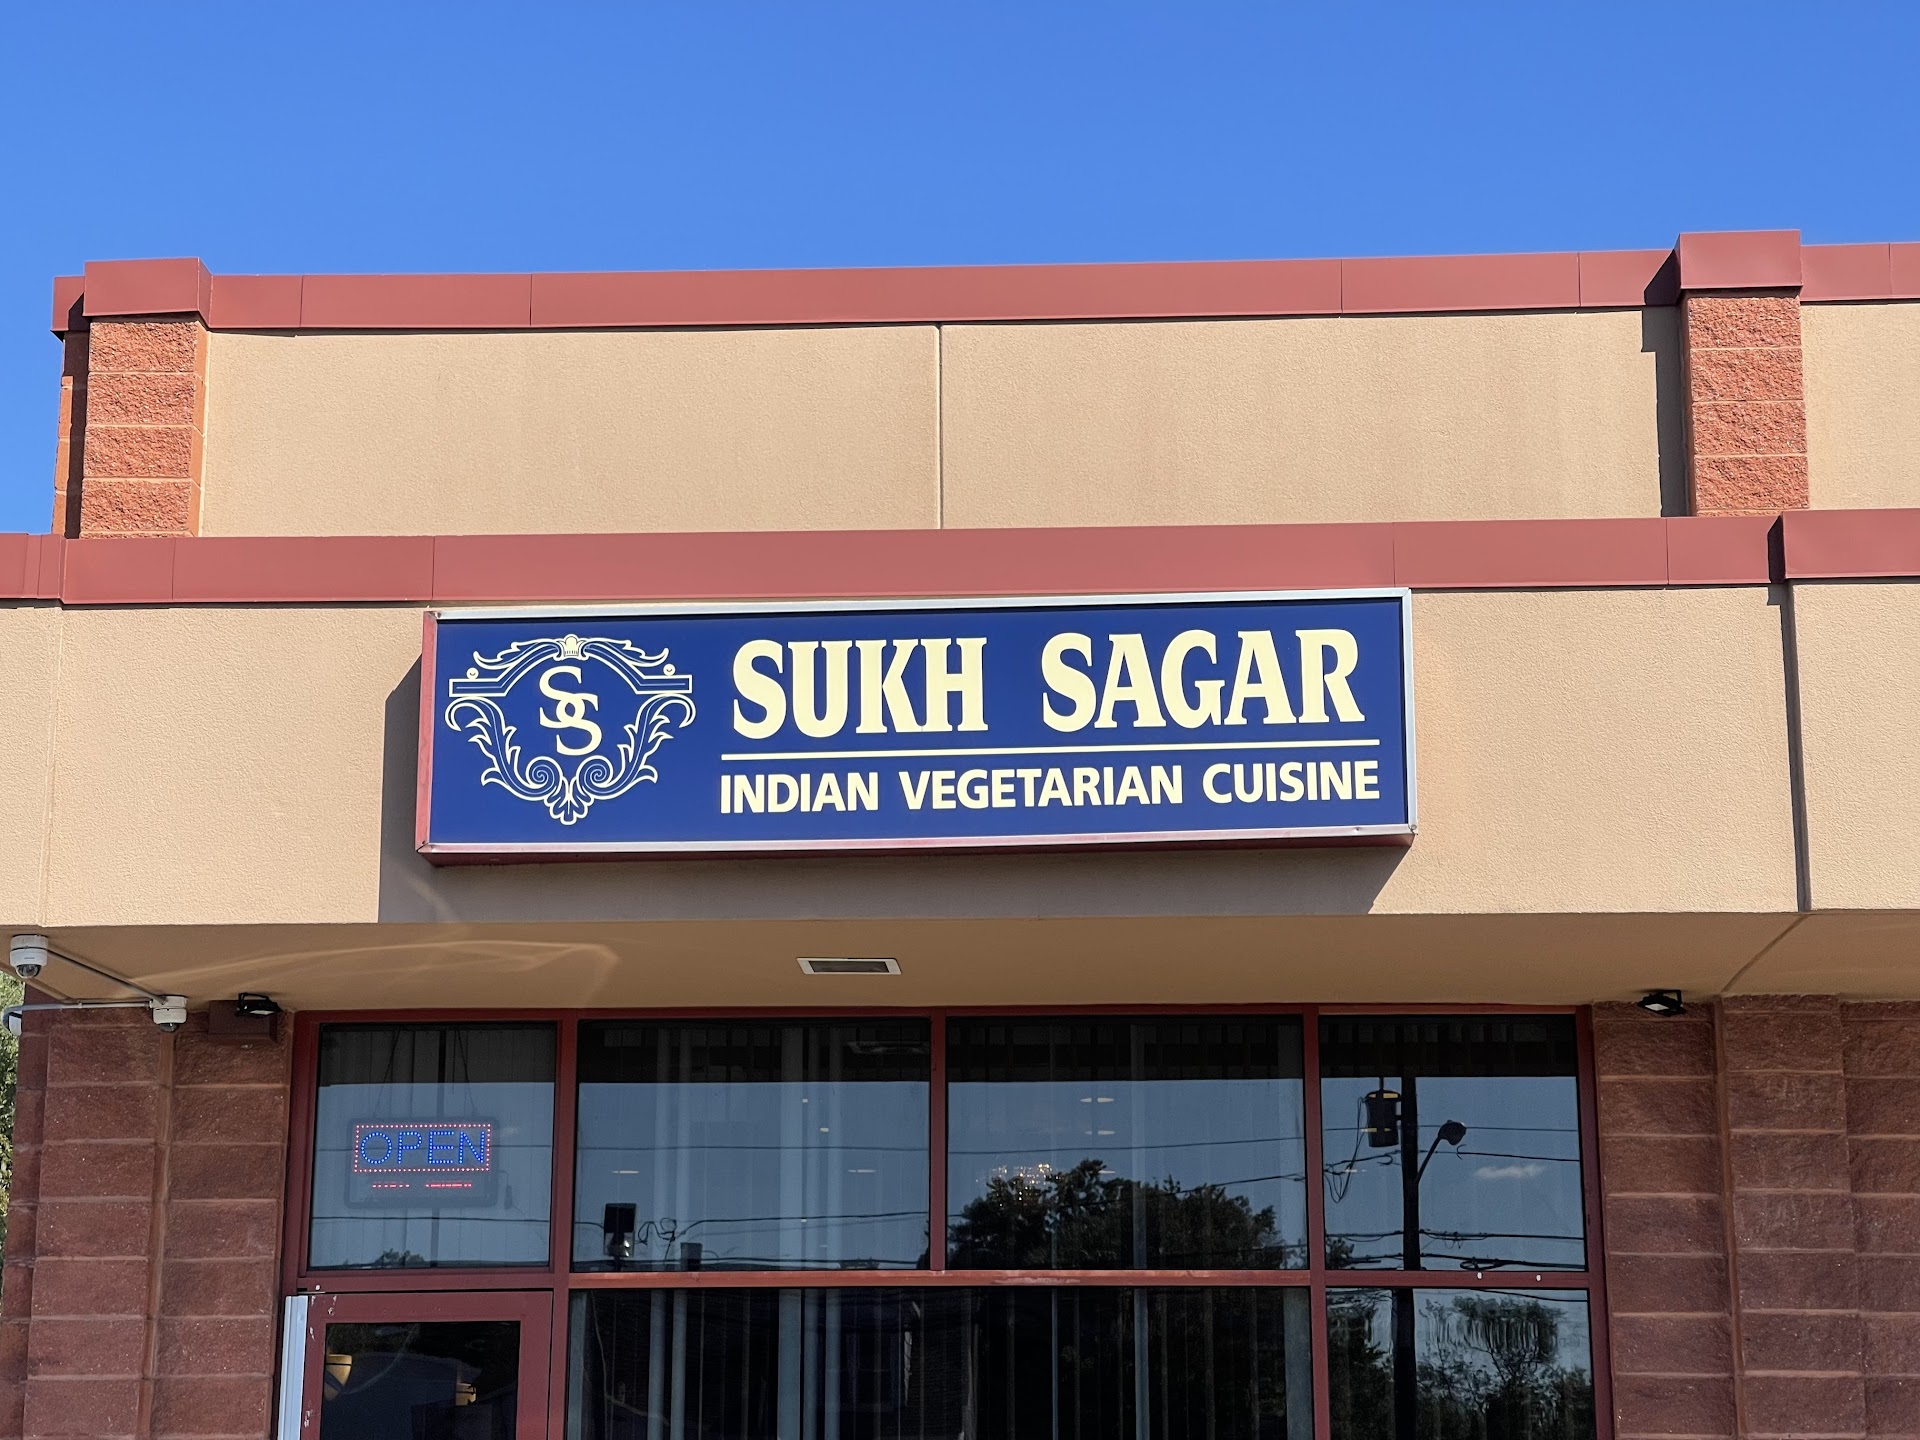 SS
SUKH SAGAR
INDIAN VEGETARIAN CUISINE
OPEN